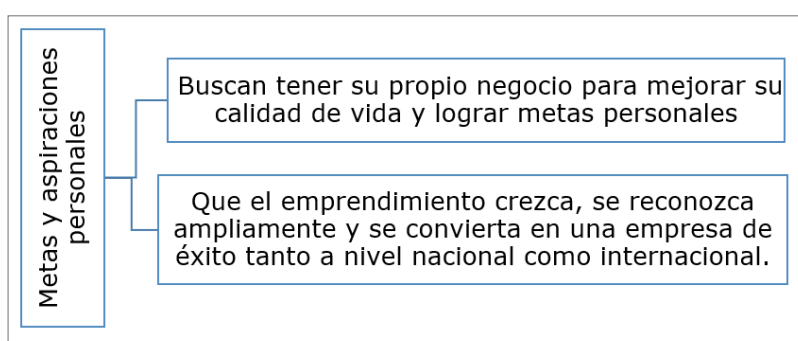 Metas y aspiraciones
personales
Buscan tener su propio negocio para mejorar su
calidad de vida y lograr metas personales
Que el emprendimiento crezca, se reconozca
ampliamente y se convierta en una empresa de
éxito tanto a nivel nacional como internacional.